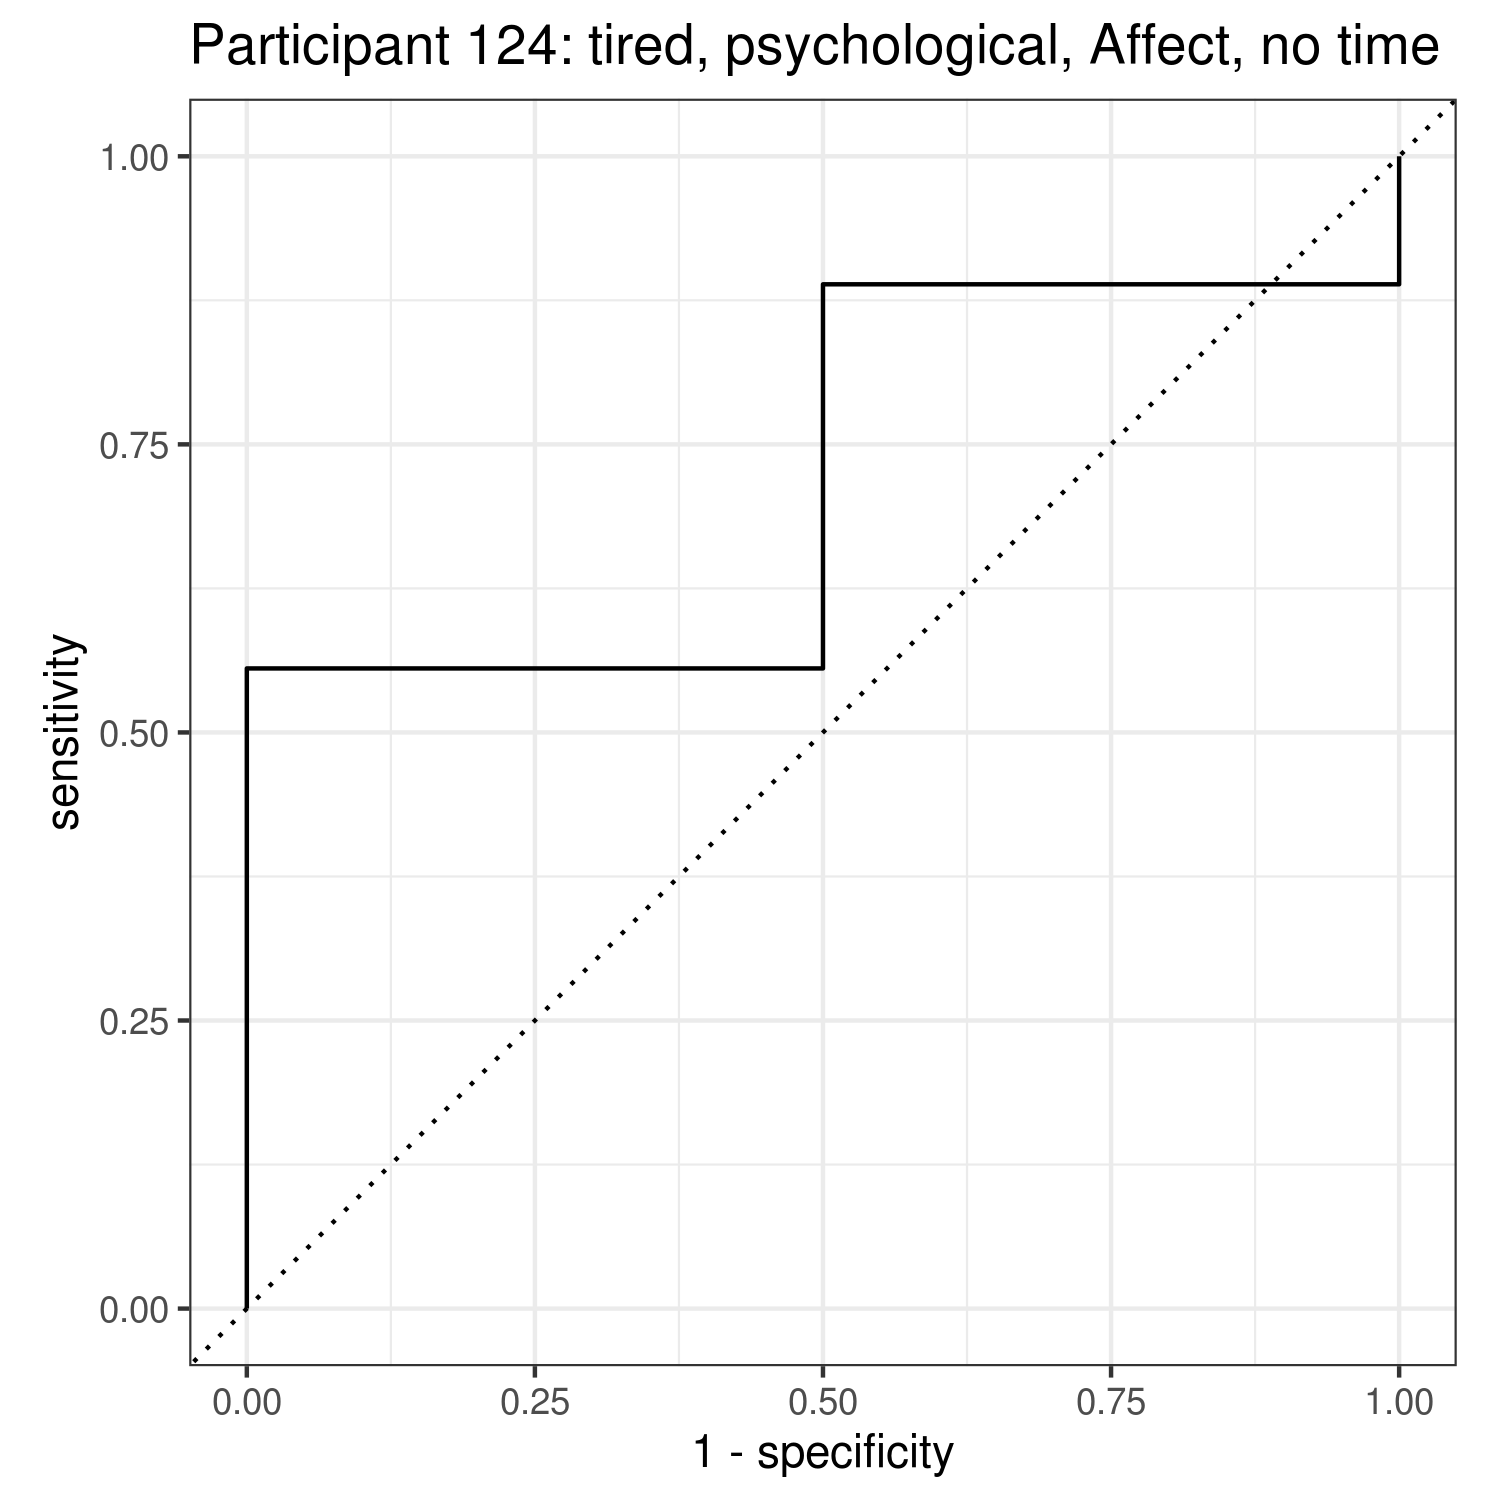 Participant 124: tired, psychological, Affect, no time
1.00
0.75
0.50
0.25
0.00
sensitivity
0.00 0.25 0.50 0.75 1.00
1 - specificity